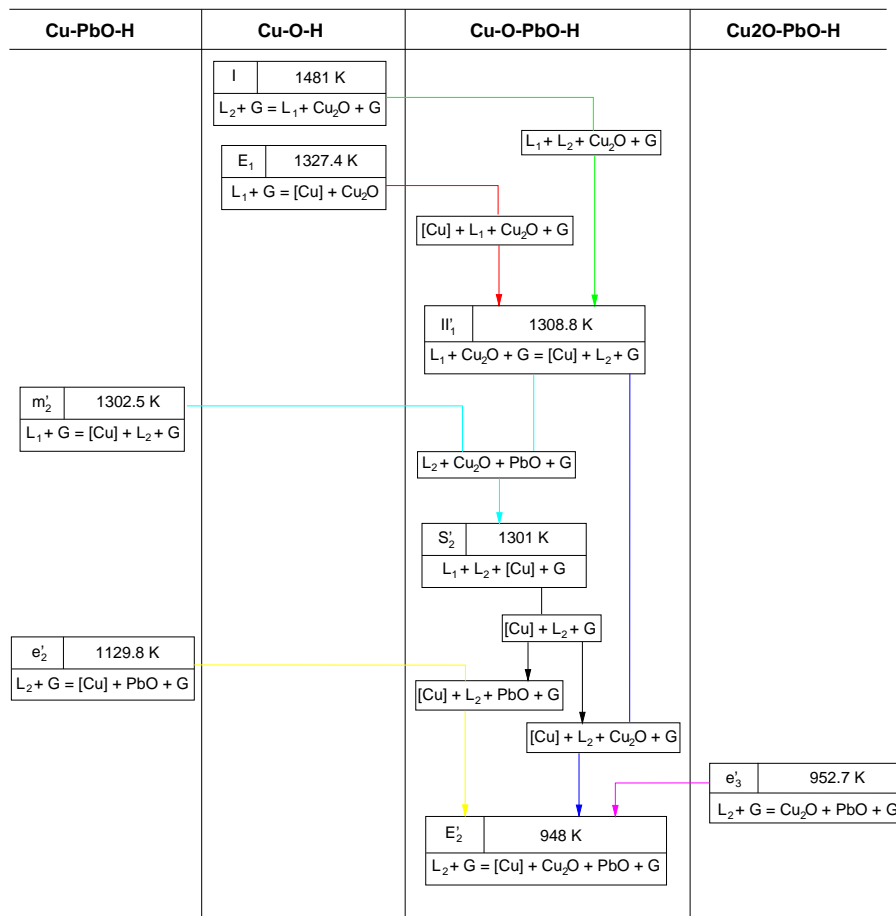 Cu-PbO-H Cu-O-H Cu-O-PbO-H Cu2O-PbO-H
I 1481 K
L₂ + G = L₁ + Cu₂O + G
L₁ + L₂ + Cu₂O + G
E₁ 1327.4 K
L₁ + G = [Cu] + Cu₂O
[Cu] + L₁ + Cu₂O + G
II'₁ 1308.8 K
L₁ + Cu₂O + G = [Cu] + L₂ + G
m'₂ 1302.5 K
L₁ + G = [Cu] + L₂ + G
L₂ + Cu₂O + PbO + G
S'₂ 1301 K
L₁ + L₂ + [Cu] + G
[Cu] + L₂ + G
e'₂ 1129.8 K
L₂ + G = [Cu] + PbO + G
[Cu] + L₂ + PbO + G
[Cu] + L₂ + Cu₂O + G
e'₃ 952.7 K
L₂ + G = Cu₂O + PbO + G
E'₂ 948 K
L₂ + G = [Cu] + Cu₂O + PbO + G